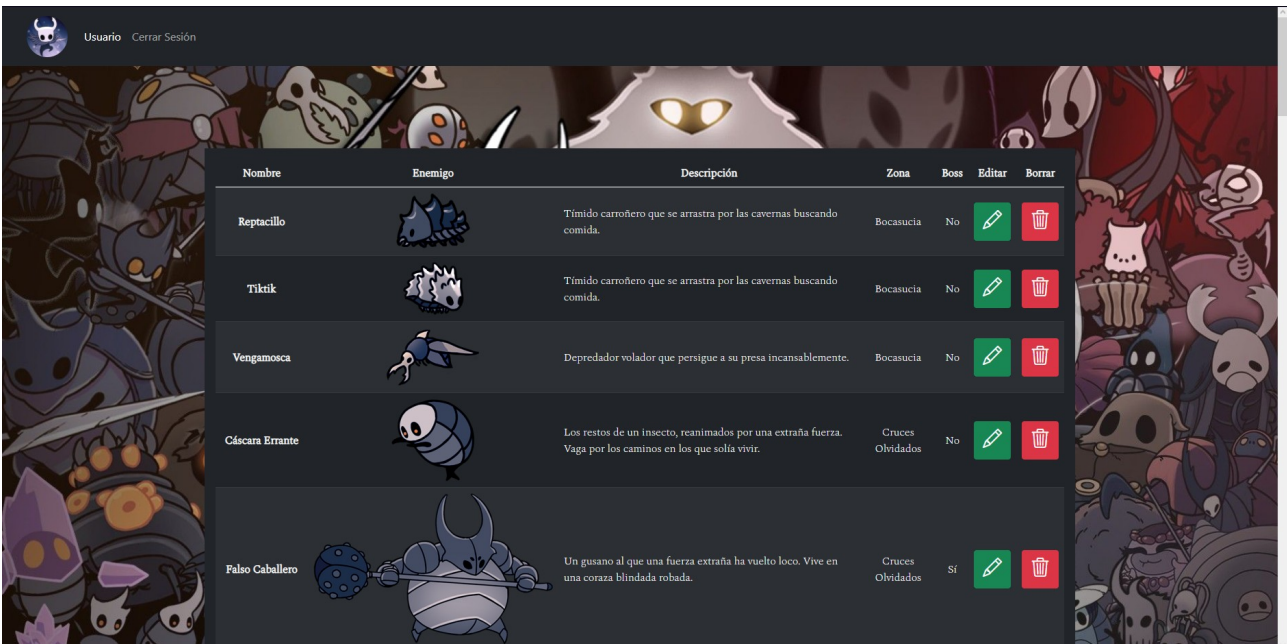 Usuario Cerrar Sesión
Nombre Enemigo Descripción Zona Boss Editar Borrar
Reptacillo Tímido carroñero que se arrastra por las cavernas buscando Bocasucia No
comida.
Tiktik Tímido carroñero que se arrastra por las cavernas buscando Bocasucia No
comida.
Vengamosca Depredador volador que persigue a su presa incansablemente. Bocasucia No
Cáscara Errante Los restos de un insecto, reanimados por una extraña fuerza. Cruces No
Vaga por los caminos en los que solía vivir. Olvidados
Falso Caballero Un gusano al que una fuerza extraña ha vuelto loco. Vive en Cruces Sí
una coraza blindada robada. Olvidados